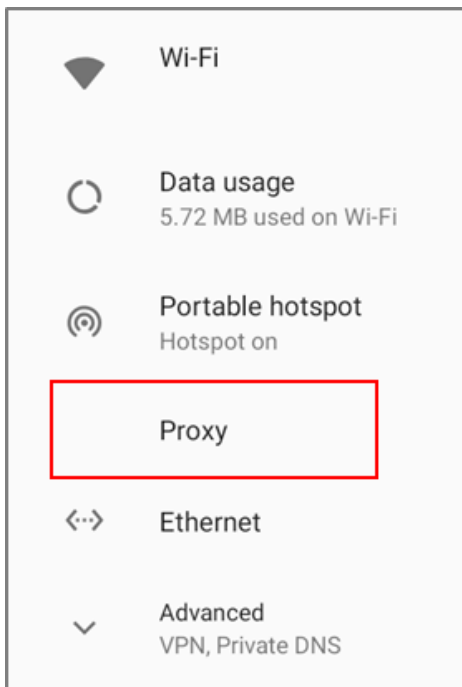 Wi-Fi
Data usage
5.72 MB used on Wi-Fi
Portable hotspot
Hotspot on
Proxy
Ethernet
Advanced
VPN, Private DNS